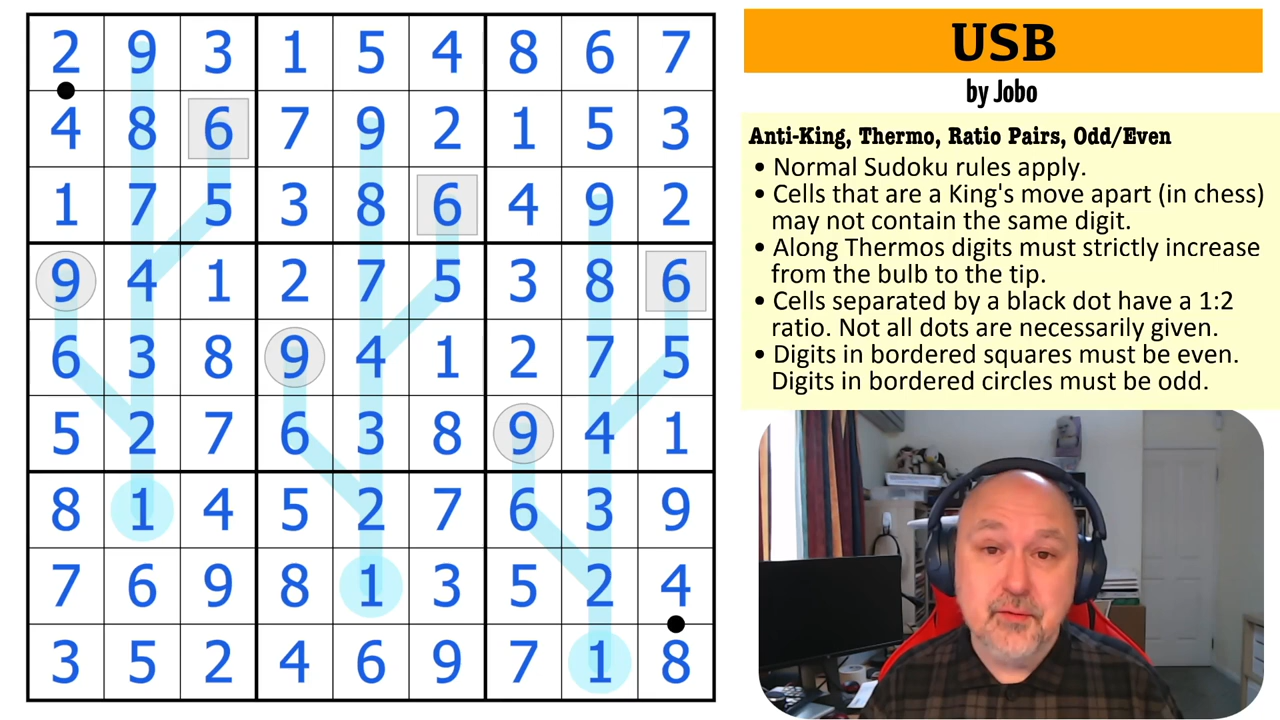 2 9 3 1 5 4 8 6 7
4 8 6 7 9 2 1 5 3
1 7 5 3 8 6 4 9 2
9 4 1 2 7 5 3 8 6
6 3 8 9 4 1 2 7 5
5 2 7 6 3 8 9 4 1
8 1 4 5 2 7 6 3 9
7 6 9 8 1 3 5 2 4
3 5 2 4 6 9 7 1 8
USB
by Jobo
Anti-King, Thermo, Ratio Pairs, Odd/Even
• Normal Sudoku rules apply.
• Cells that are a King's move apart (in chess)
may not contain the same digit.
• Along Thermos digits must strictly increase
from the bulb to the tip.
• Cells separated by a black dot have a 1:2
ratio. Not all dots are necessarily given.
• Digits in bordered squares must be even.
Digits in bordered circles must be odd.